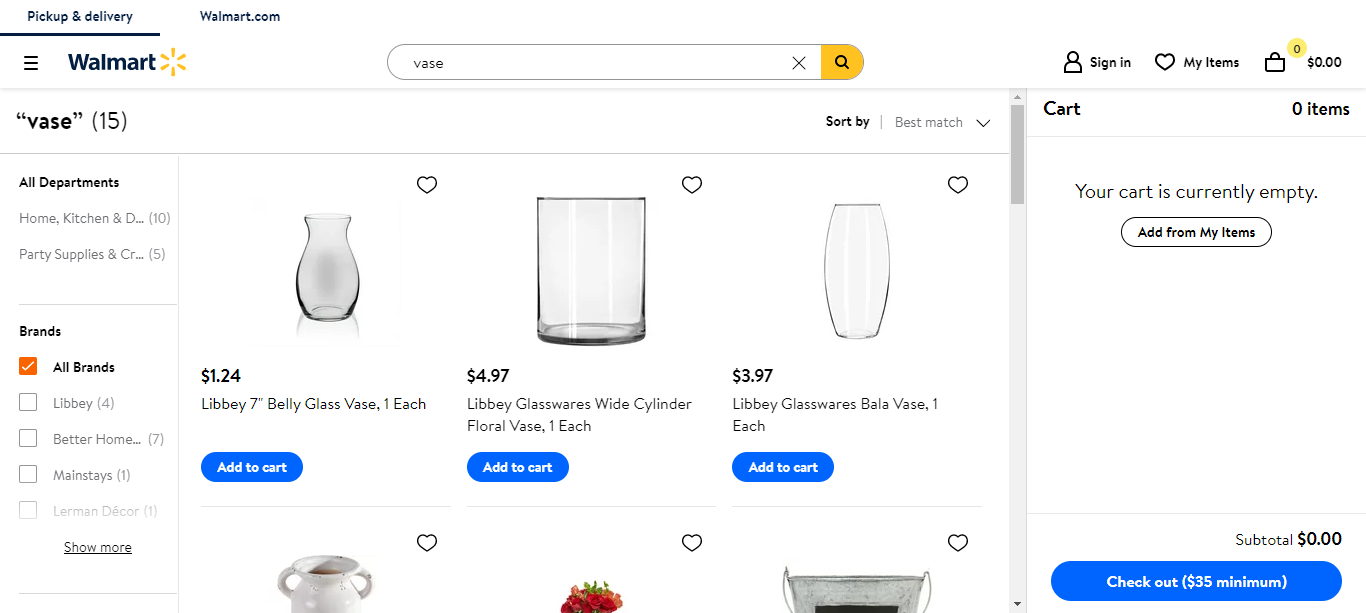 Pickup & delivery
Walmart.com
Walmart
vase
Sign in
My Items
0
$0.00
“vase” (15)
Sort by | Best match
Cart
0 items
Your cart is currently empty.
Add from My Items
All Departments
Home, Kitchen & D... (10)
Party Supplies & Cr... (5)
Brands
All Brands
Libbey (4)
Better Home... (7)
Mainstays (1)
Lerman Décor (1)
Show more
$1.24
Libbey 7" Belly Glass Vase, 1 Each
Add to cart
$4.97
Libbey Glasswares Wide Cylinder
Floral Vase, 1 Each
Add to cart
$3.97
Libbey Glasswares Bala Vase, 1
Each
Add to cart
Subtotal $0.00
Check out ($35 minimum)